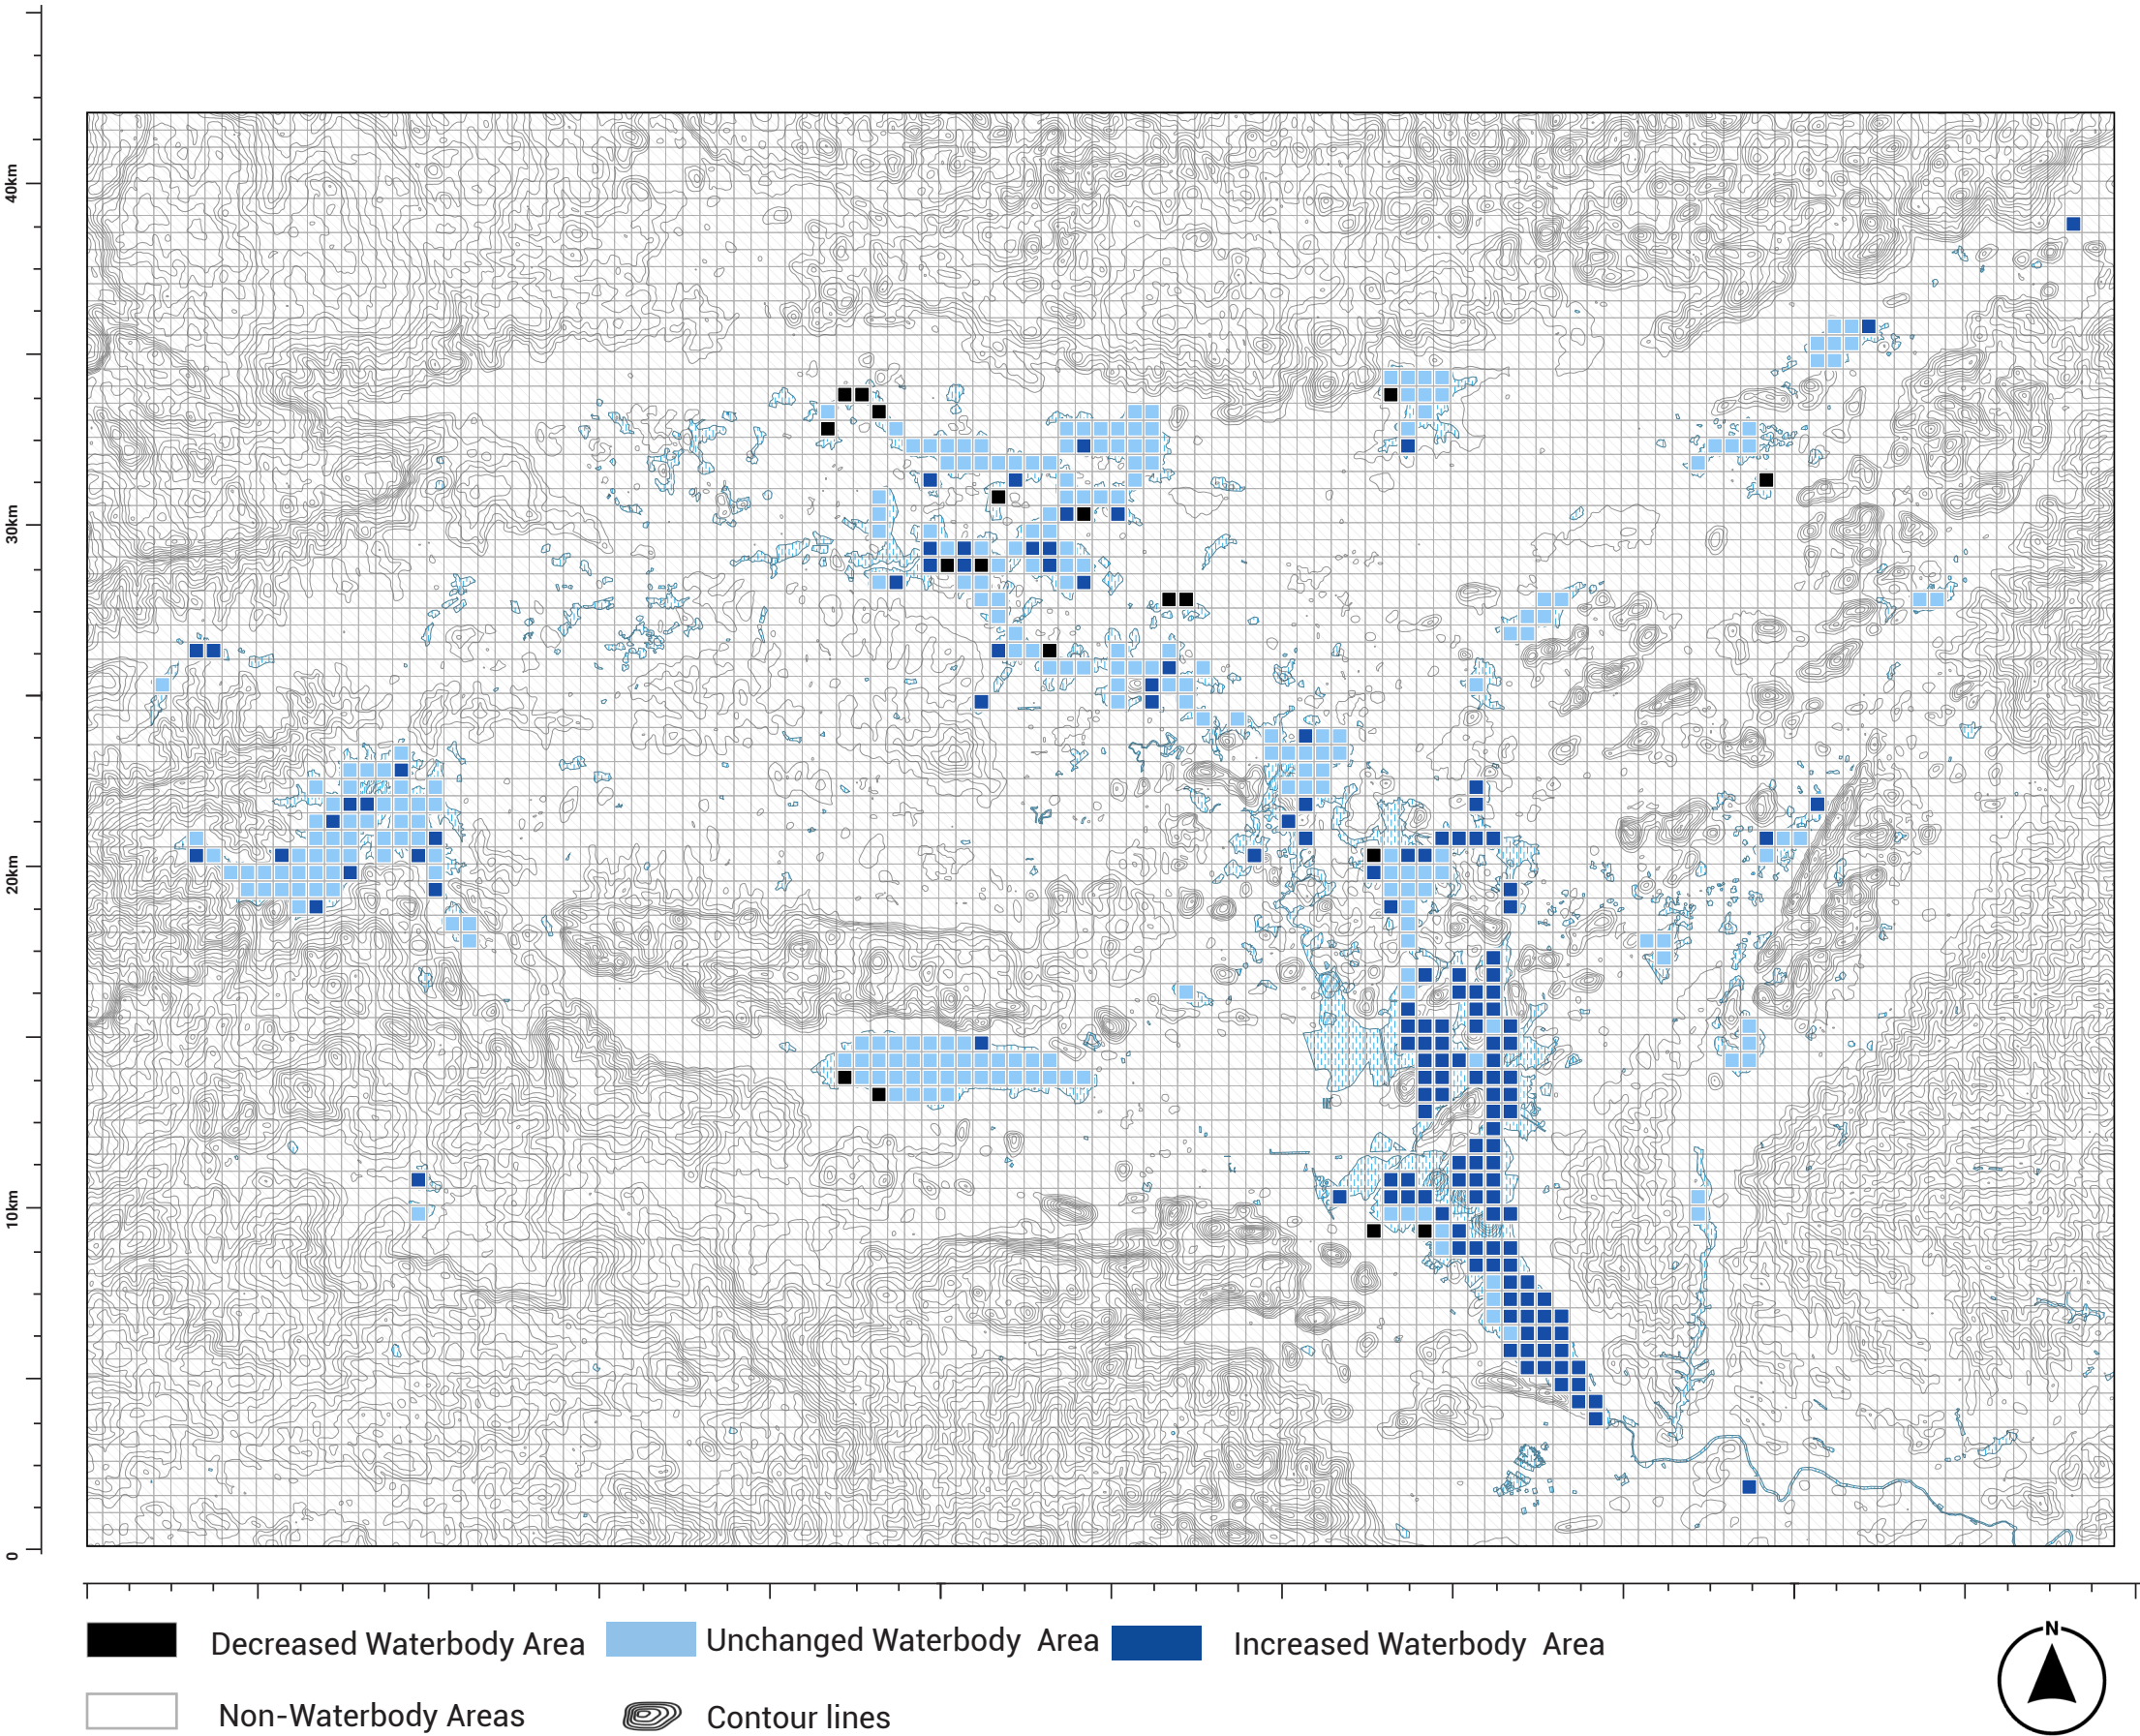 40km
30km
20km
10km
0
Decreased Waterbody Area
Unchanged Waterbody Area
Increased Waterbody Area
Non-Waterbody Areas
Contour lines
N